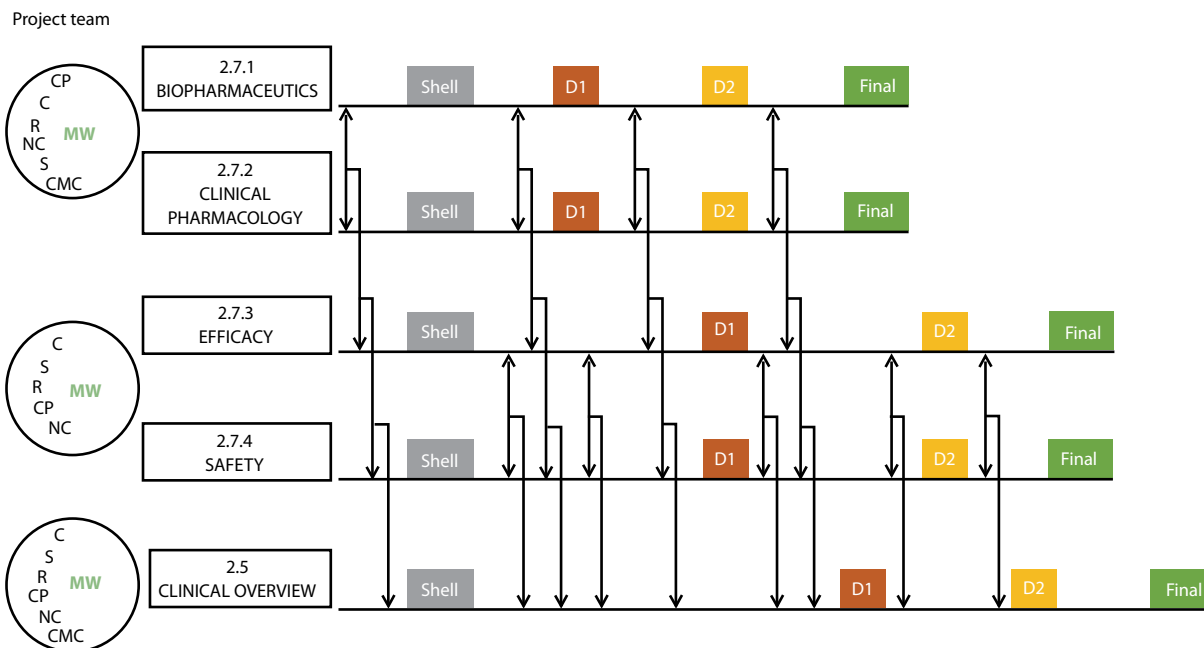 Project team
CP
C
R
NC
MW
S
CMC
2.7.1
BIOPHARMACEUTICS
Shell
D1
D2
Final
2.7.2
CLINICAL
PHARMACOLOGY
Shell
D1
D2
Final
C
S
R
MW
CP
NC
2.7.3
EFFICACY
Shell
D1
D2
Final
2.7.4
SAFETY
Shell
D1
D2
Final
C
S
R
MW
CP
NC
CMC
2.5
CLINICAL OVERVIEW
Shell
D1
D2
Final